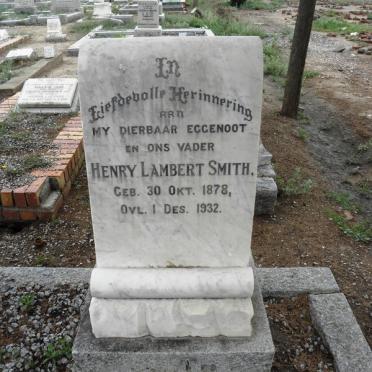 In
Liefdevolle Herinnering
aan
MY DIERBAAR EGGENOOT
EN ONS VADER
HENRY LAMBERT SMITH,
GEB. 30 OKT. 1878,
OVL. 1 DES. 1932.